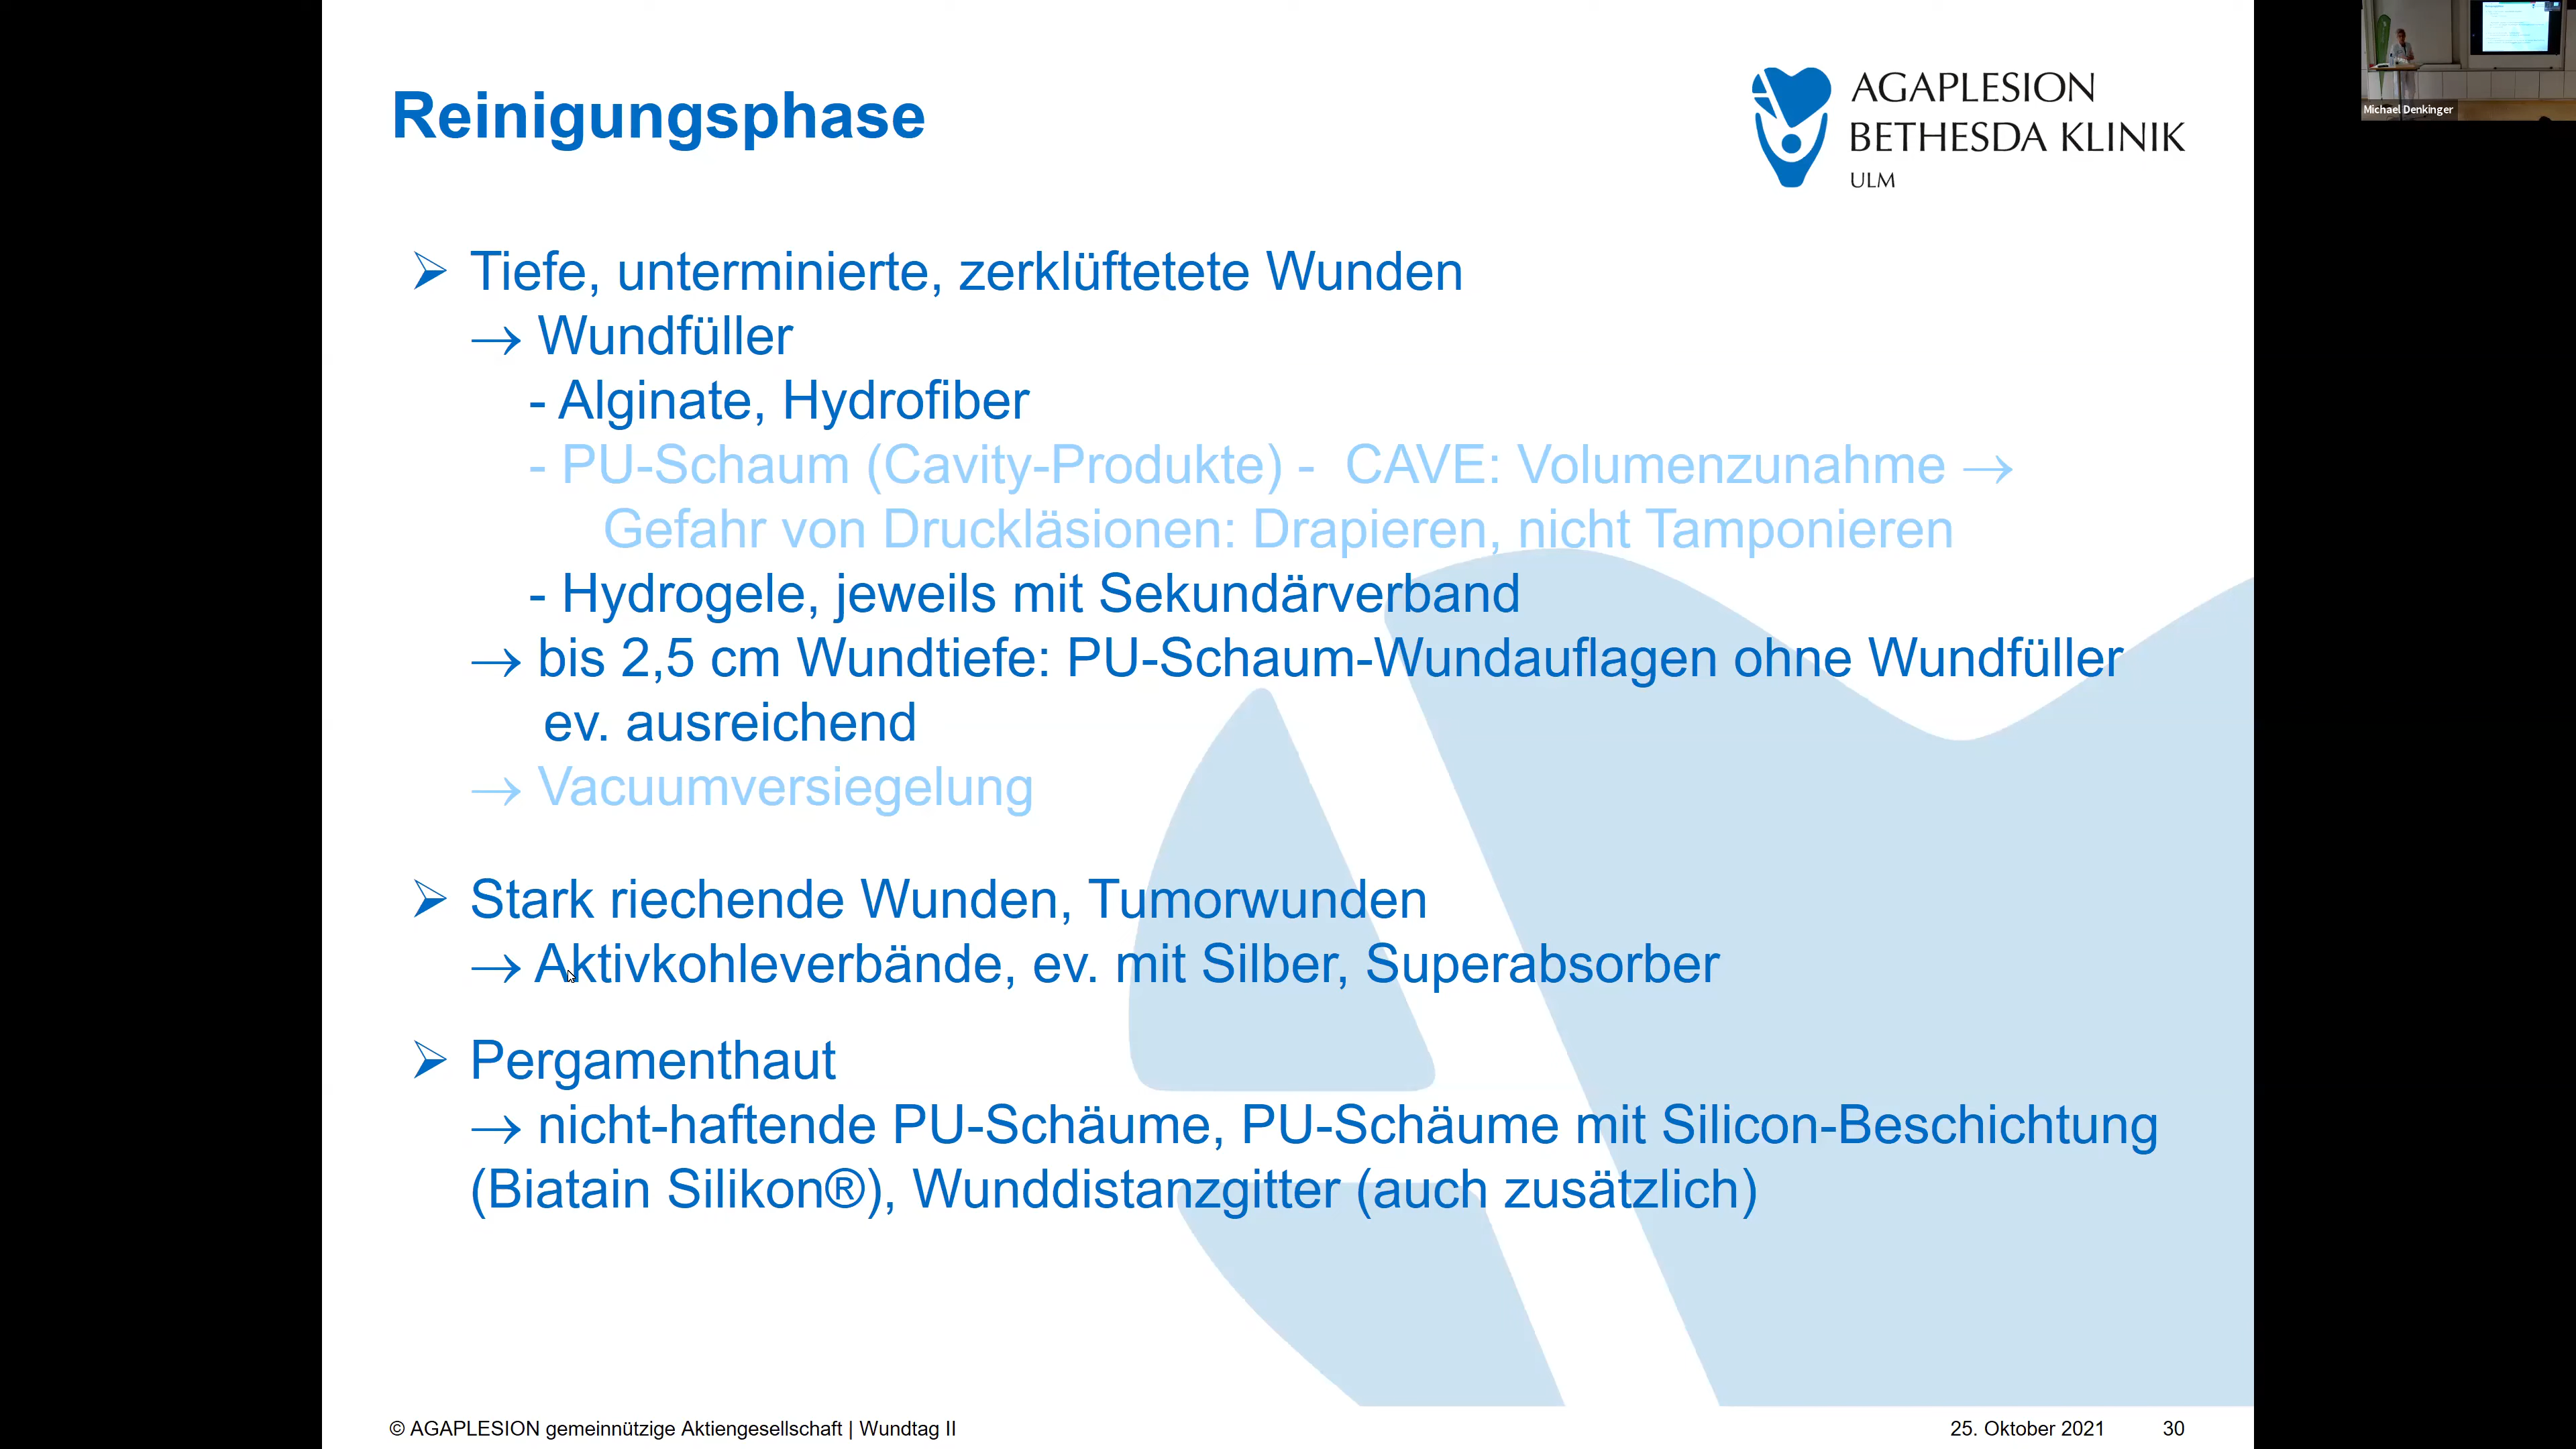 Reinigungsphase
AGAPLESION
BETHESDA KLINIK
ULM
Michael Denkinger
➢ Tiefe, unterminierte, zerklüftetete Wunden
→ Wundfüller
- Alginate, Hydrofiber
- PU-Schaum (Cavity-Produkte) - CAVE: Volumenzunahme →
Gefahr von Druckläsionen: Drapieren, nicht Tamponieren
- Hydrogele, jeweils mit Sekundärverband
→ bis 2,5 cm Wundtiefe: PU-Schaum-Wundauflagen ohne Wundfüller
ev. ausreichend
→ Vacuumversiegelung
➢ Stark riechende Wunden, Tumorwunden
→ Aktivkohleverbände, ev. mit Silber, Superabsorber
➢ Pergamenthaut
→ nicht-haftende PU-Schäume, PU-Schäume mit Silicon-Beschichtung
(Biatain Silikon®), Wunddistanzgitter (auch zusätzlich)
© AGAPLESION gemeinnützige Aktiengesellschaft | Wundtag II
25. Oktober 2021 30